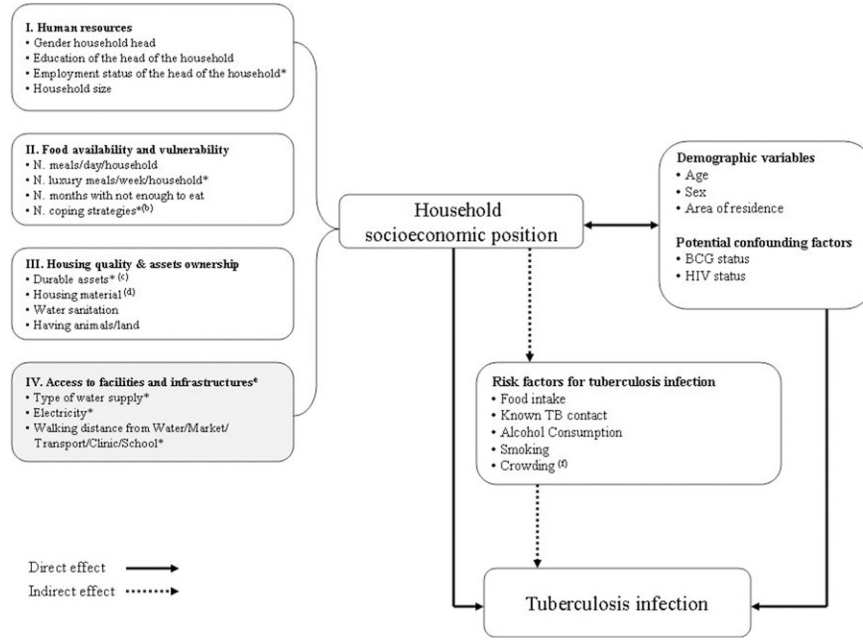 I. Human resources
• Gender household head
• Education of the head of the household
• Employment status of the head of the household*
• Household size
II. Food availability and vulnerability
• N. meals/day/household
• N. luxury meals/week/household*
• N. months with not enough to eat
• N. coping strategies*(b)
III. Housing quality & assets ownership
• Durable assets* (c)
• Housing material (d)
• Water sanitation
• Having animals/land
IV. Access to facilities and infrastructures*
• Type of water supply*
• Electricity*
• Walking distance from Water/Market/
Transport/Clinic/School*
Household
socioeconomic position
Demographic variables
• Age
• Sex
• Area of residence
Potential confounding factors
• BCG status
• HIV status
Risk factors for tuberculosis infection
• Food intake
• Known TB contact
• Alcohol Consumption
• Smoking
• Crowding (f)
Tuberculosis infection
Direct effect
Indirect effect